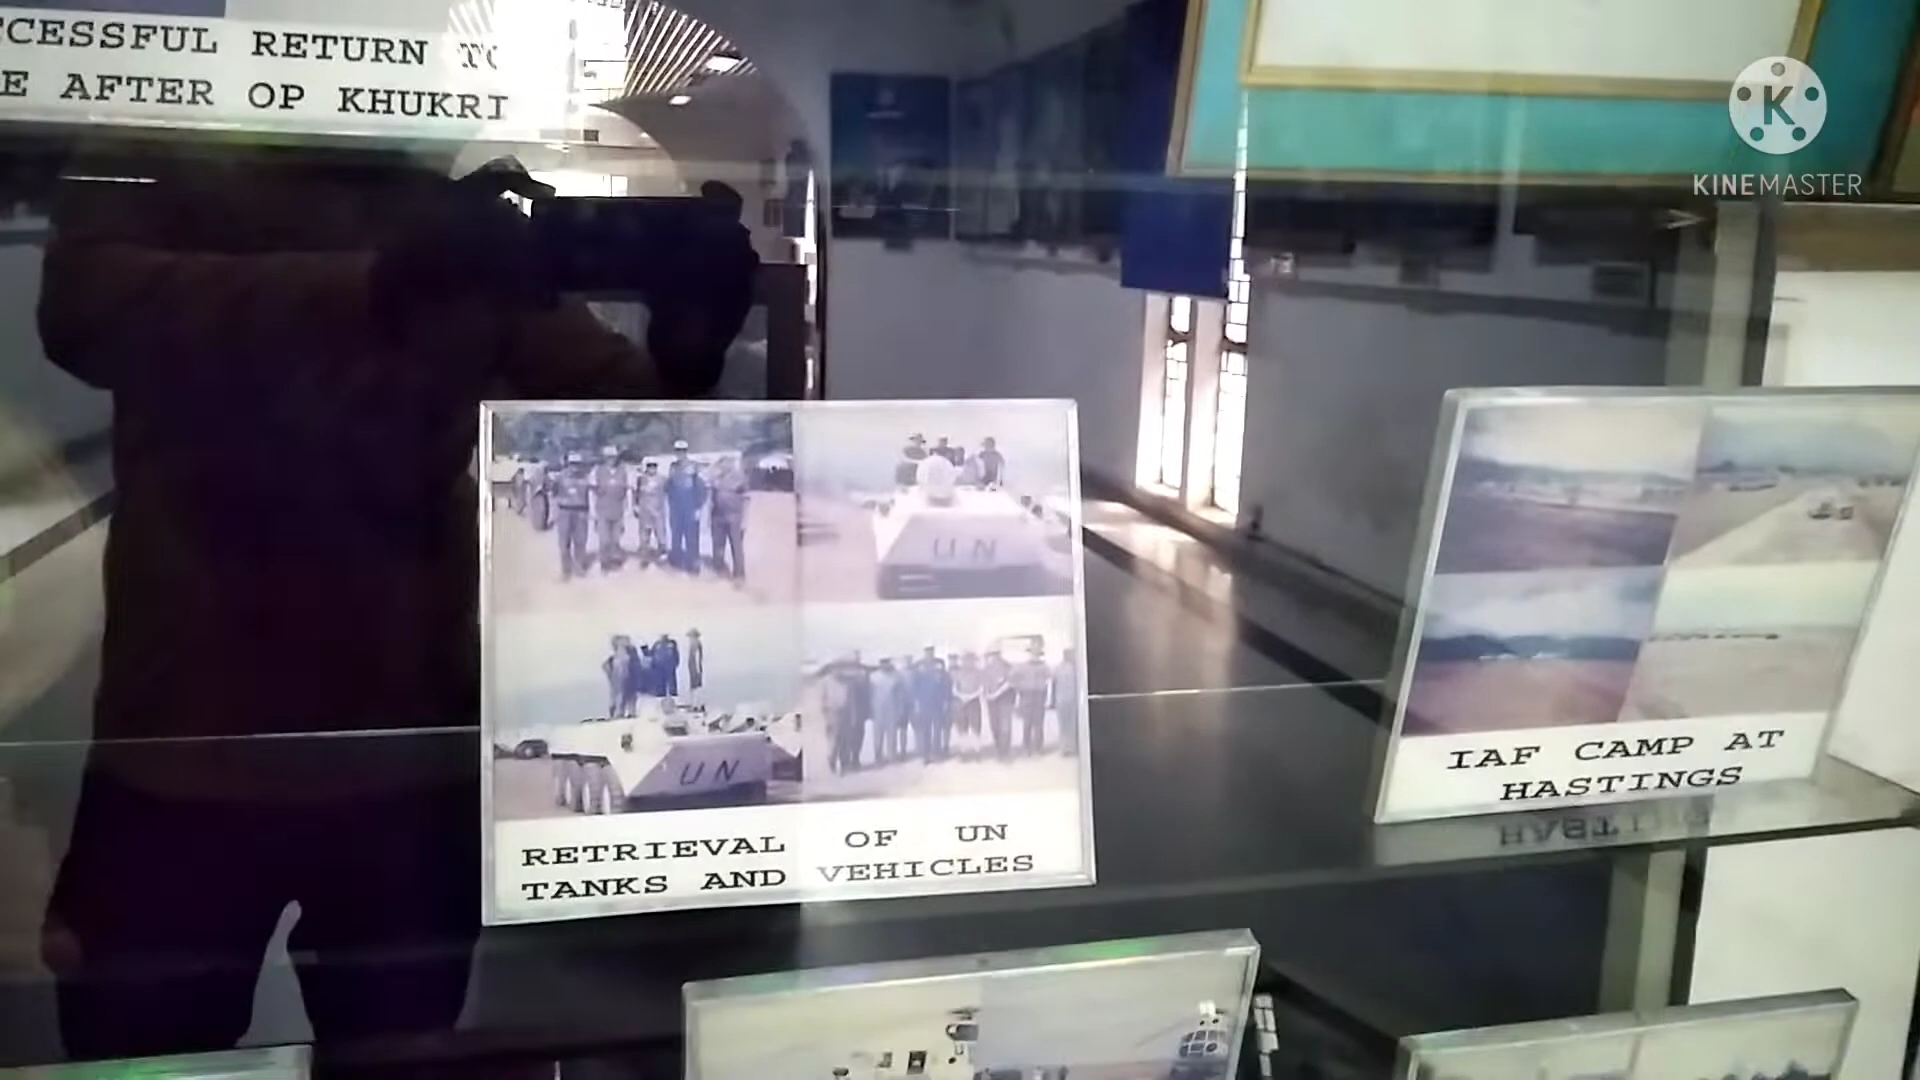 CESSFUL RETURN TO
E AFTER OP KHUKRI
K
KINEMASTER
UN
UN
RETRIEVAL OF UN
TANKS AND VEHICLES
IAF CAMP AT
HASTINGS